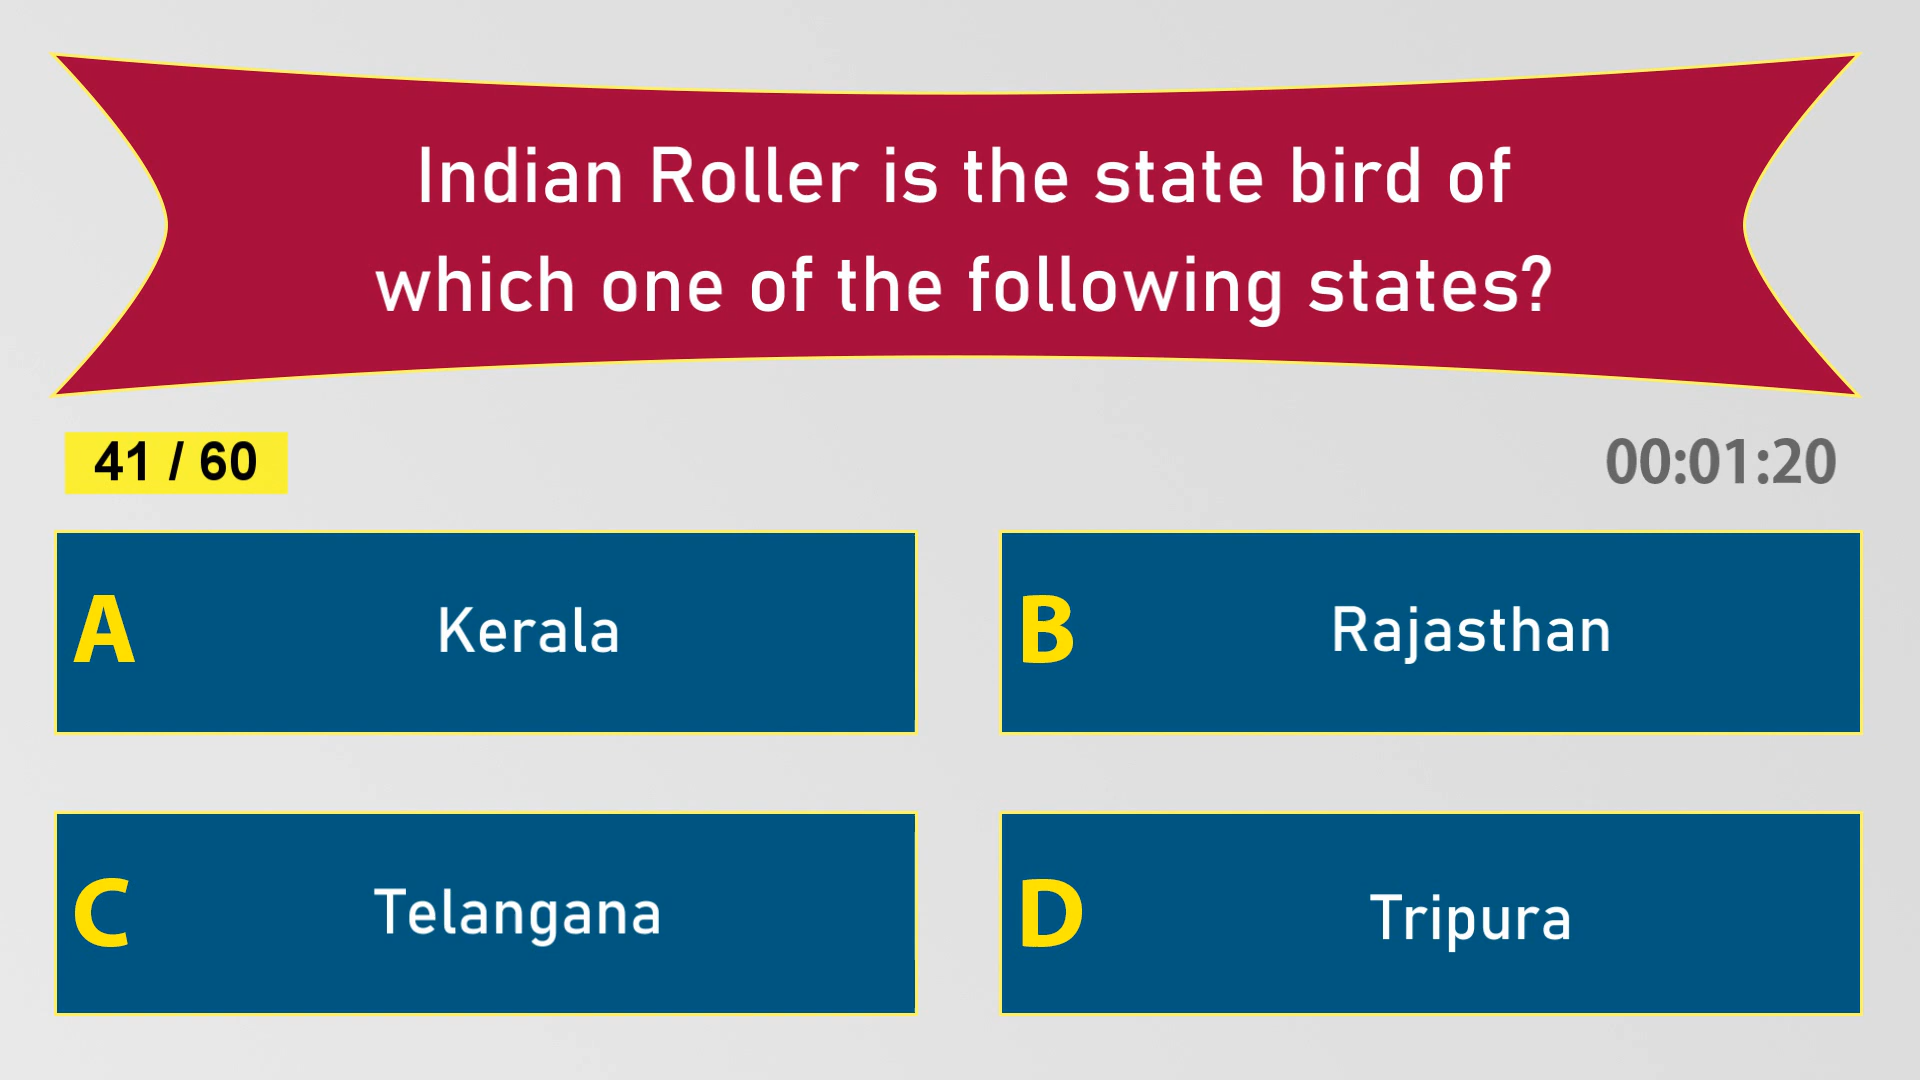 Indian Roller is the state bird of
which one of the following states?
41 / 60
00:01:20
A
Kerala
B
Rajasthan
C
Telangana
D
Tripura